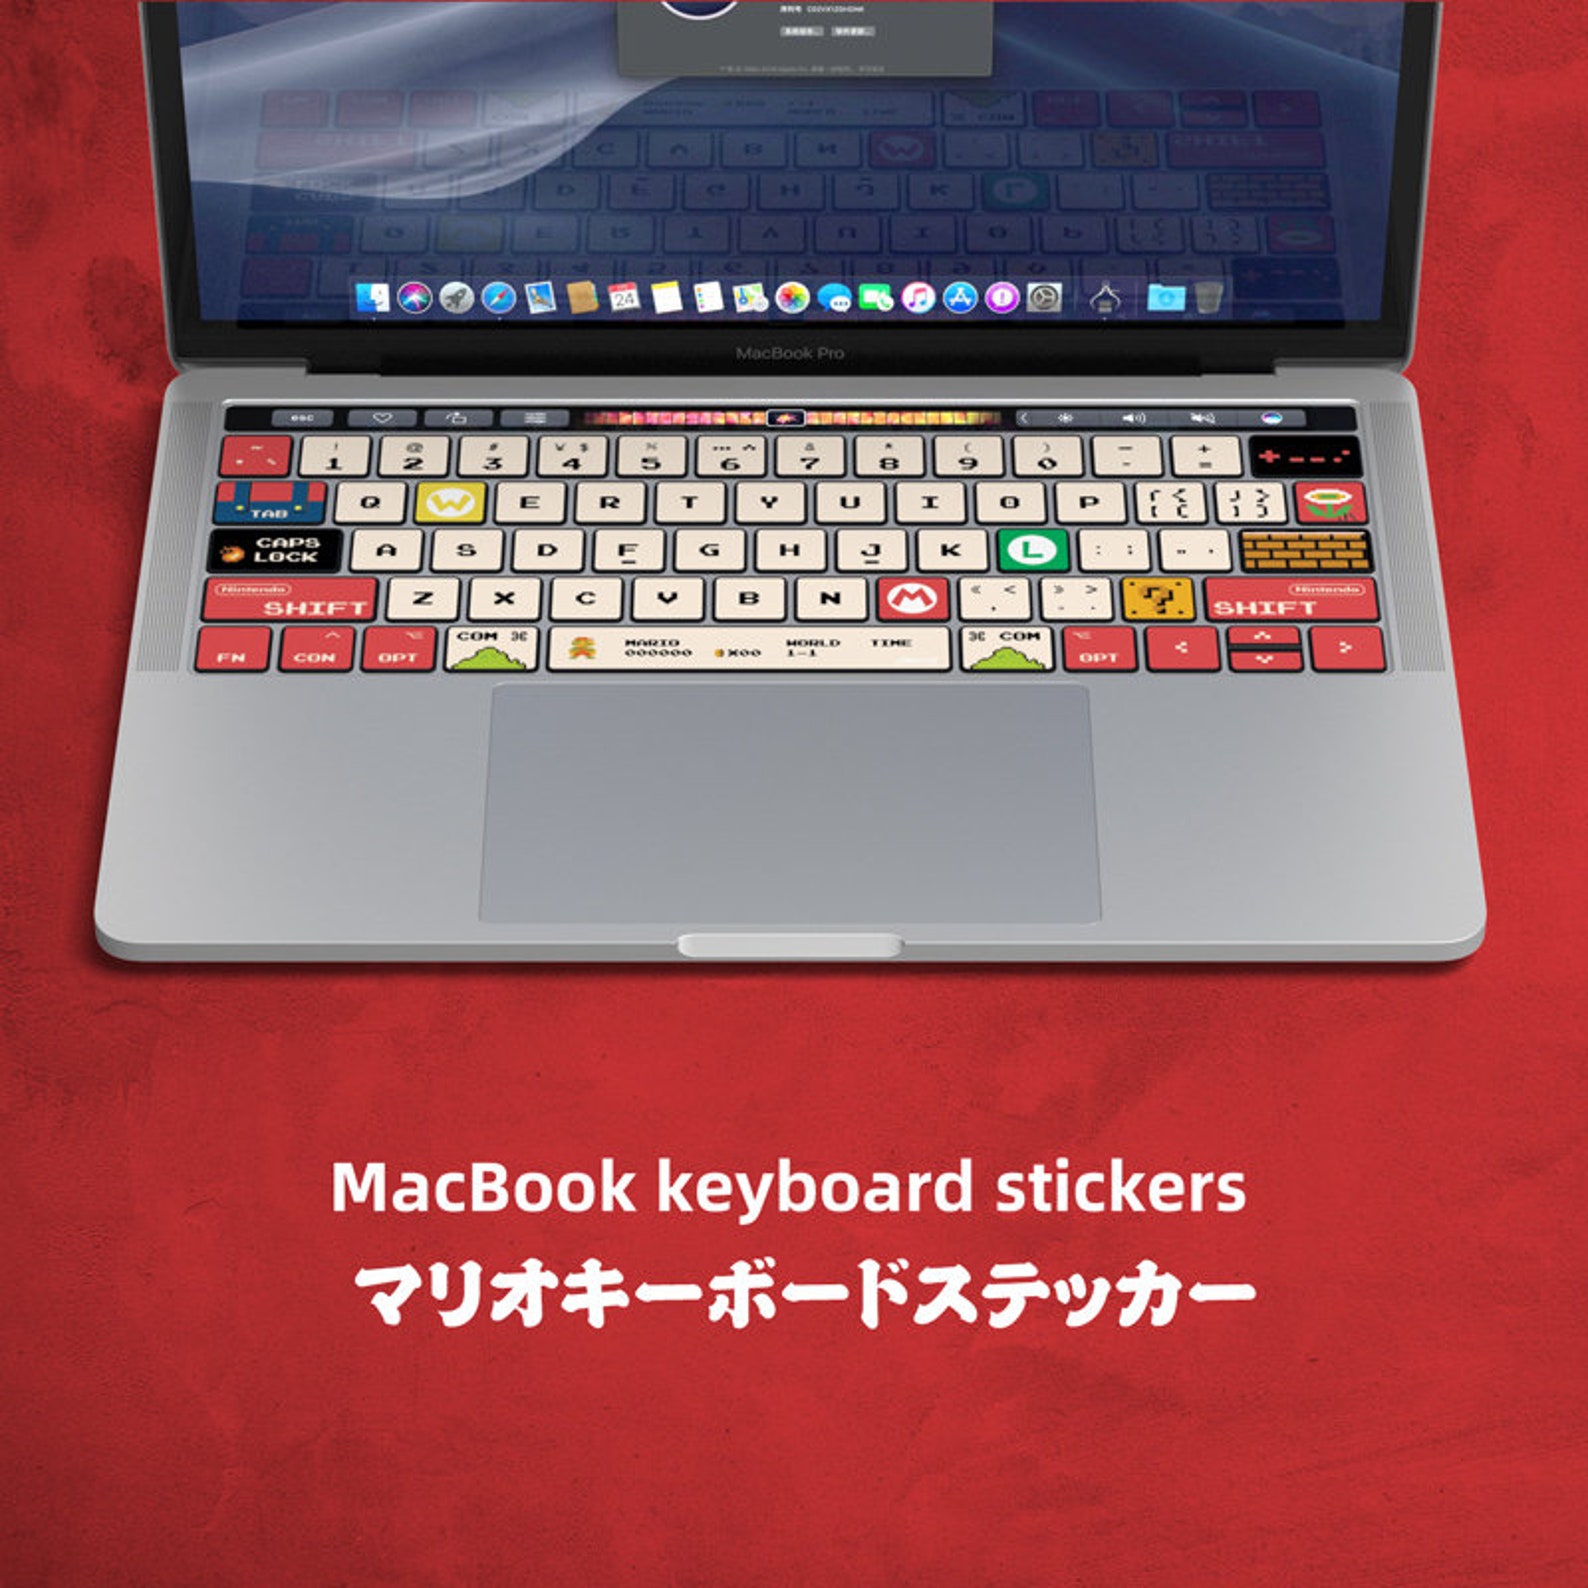 MacBook Pro
esc
~ ` ! 1 @ 2 # 3 ¥ $ 4 % 5 6 & 7 * 8 ( 9 ) 0 — - + =
TAB Q W E R T Y U I O P { [ } ]
CAPS LOCK A S D F G H J K L : ;
Nintendo SHIFT Z X C V B N M < , > . ? Nintendo SHIFT
FN CON OPT COM ⌘ MARIO 000000 X00 WORLD 1-1 TIME ⌘ COM OPT < >
MacBook keyboard stickers
マリオキーボードステッカー